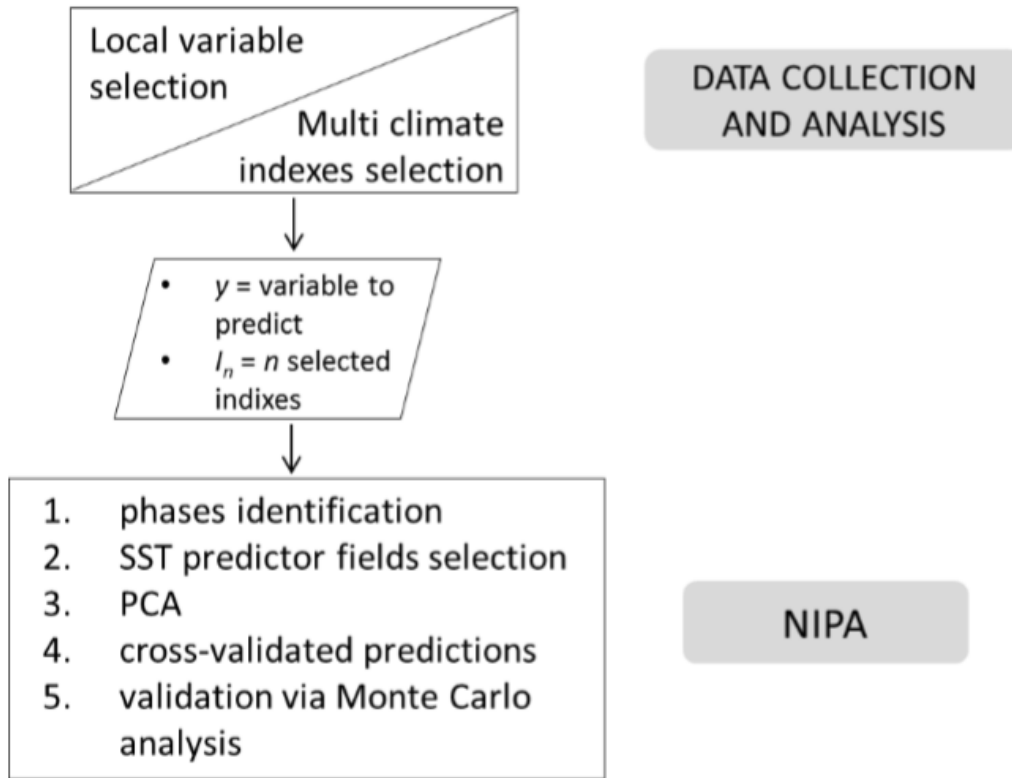 Local variable
selection
Multi climate
indexes selection
DATA COLLECTION
AND ANALYSIS
• y = variable to
predict
• Iₙ = n selected
indixes
1. phases identification
2. SST predictor fields selection
3. PCA
4. cross-validated predictions
5. validation via Monte Carlo
analysis
NIPA